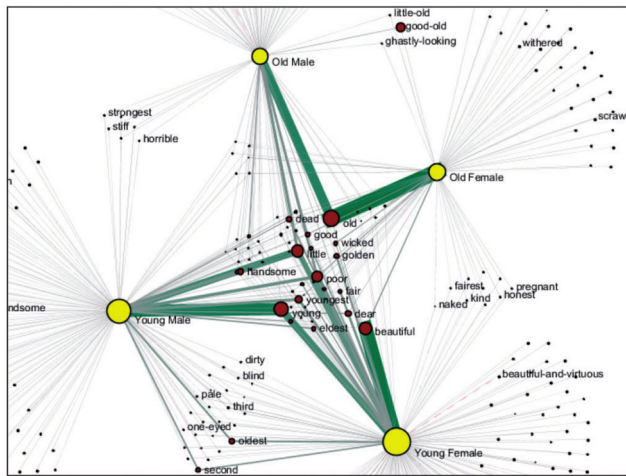 little-old
good-old
ghastly-looking
withered
Old Male
strongest
stiff
horrible
scraw
Old Female
dead
old
good
little
wicked
golden
handsome
poor
fairest
kind
pregnant
honest
naked
fair
youngest
young
dear
eldest
beautiful
ndsome
Young Male
dirty
blind
pale
third
one-eyed
oldest
second
beautiful-and-virtuous
Young Female